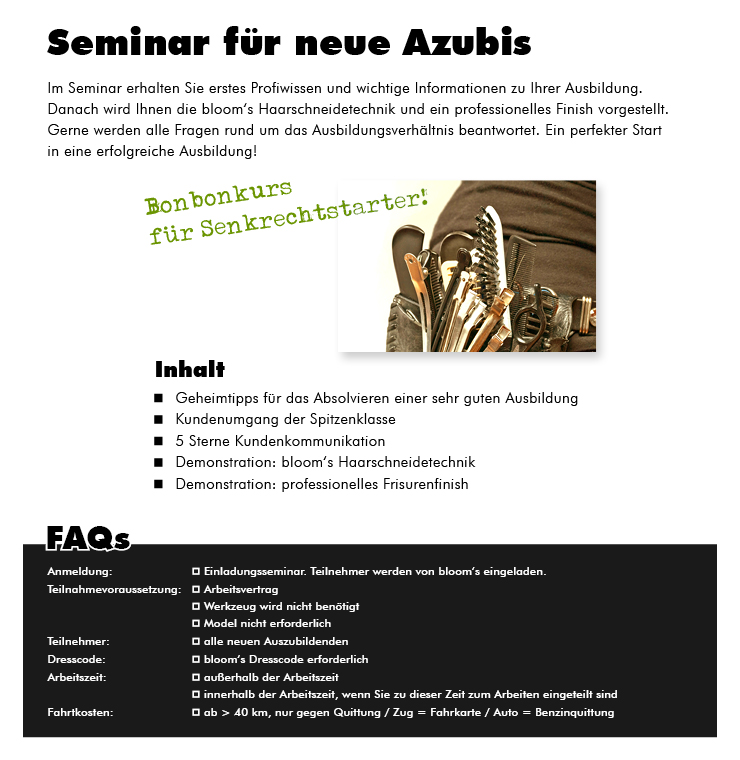 Seminar für neue Azubis
Im Seminar erhalten Sie erstes Profiwissen und wichtige Informationen zu Ihrer Ausbildung.
Danach wird Ihnen die bloom‘s Haarschneidetechnik und ein professionelles Finish vorgestellt.
Gerne werden alle Fragen rund um das Ausbildungsverhältnis beantwortet. Ein perfekter Start
in eine erfolgreiche Ausbildung!
Bonbonkurs
für Senkrechtstarter!
Inhalt
■ Geheimtipps für das Absolvieren einer sehr guten Ausbildung
■ Kundenumgang der Spitzenklasse
■ 5 Sterne Kundenkommunikation
■ Demonstration: bloom‘s Haarschneidetechnik
■ Demonstration: professionelles Frisurenfinish
FAQs
Anmeldung: □ Einladungsseminar. Teilnehmer werden von bloom‘s eingeladen.
Teilnahmevoraussetzung: □ Arbeitsvertrag
□ Werkzeug wird nicht benötigt
□ Model nicht erforderlich
Teilnehmer: □ alle neuen Auszubildenden
Dresscode: □ bloom‘s Dresscode erforderlich
Arbeitszeit: □ außerhalb der Arbeitszeit
□ innerhalb der Arbeitszeit, wenn Sie zu dieser Zeit zum Arbeiten eingeteilt sind
Fahrtkosten: □ ab > 40 km, nur gegen Quittung / Zug = Fahrkarte / Auto = Benzinquittung